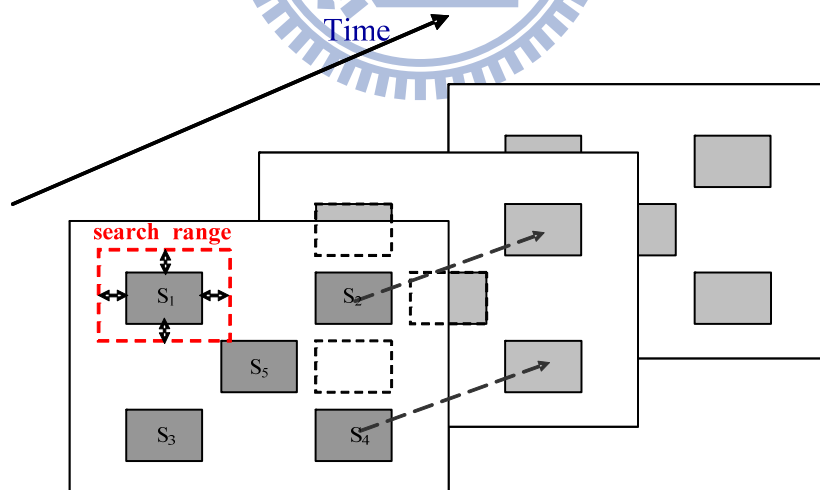 Time
search range
S₁
S₂
S₅
S₃
S₄